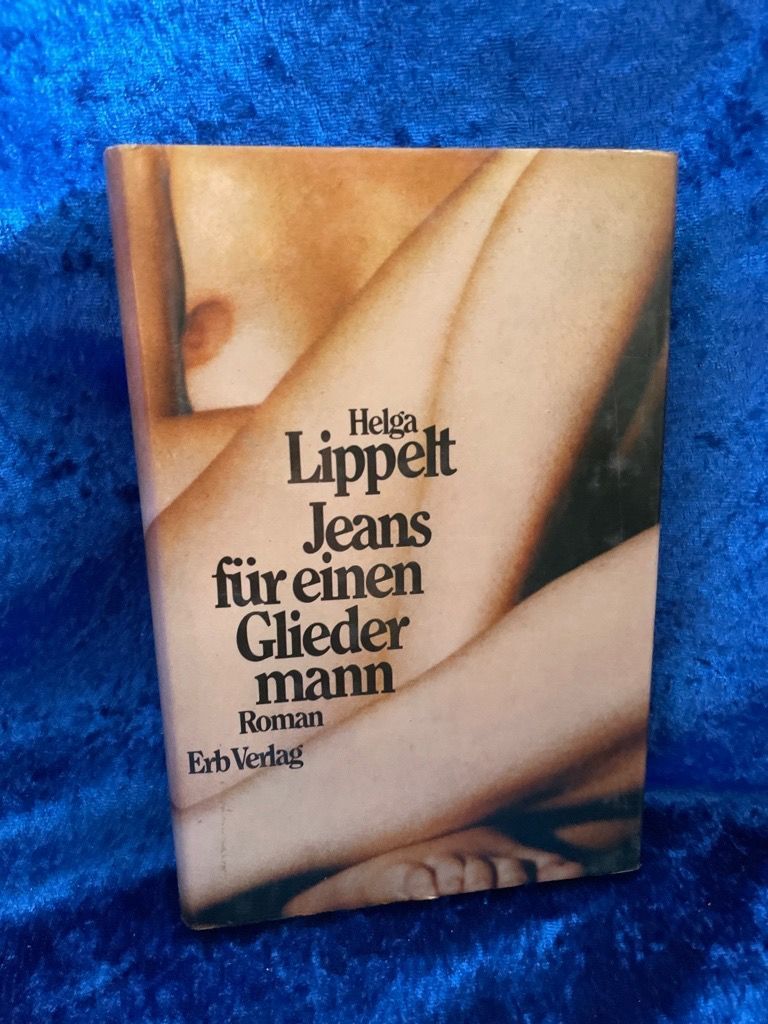 Helga
Lippelt
Jeans
für einen
Glieder
mann
Roman
Erb Verlag